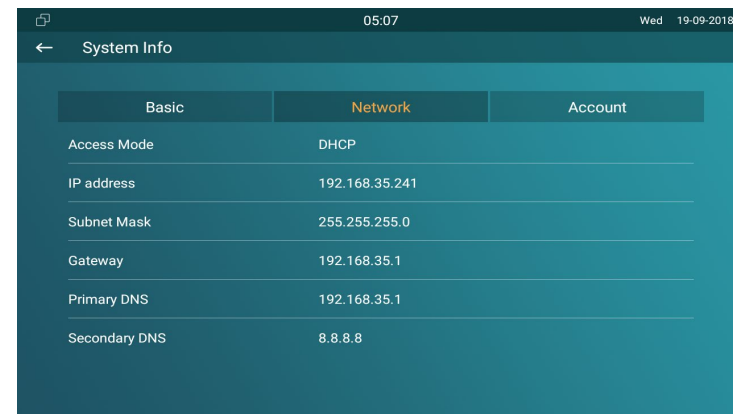 05:07 Wed 19-09-2018
System Info
Basic Network Account
Access Mode DHCP
IP address 192.168.35.241
Subnet Mask 255.255.255.0
Gateway 192.168.35.1
Primary DNS 192.168.35.1
Secondary DNS 8.8.8.8